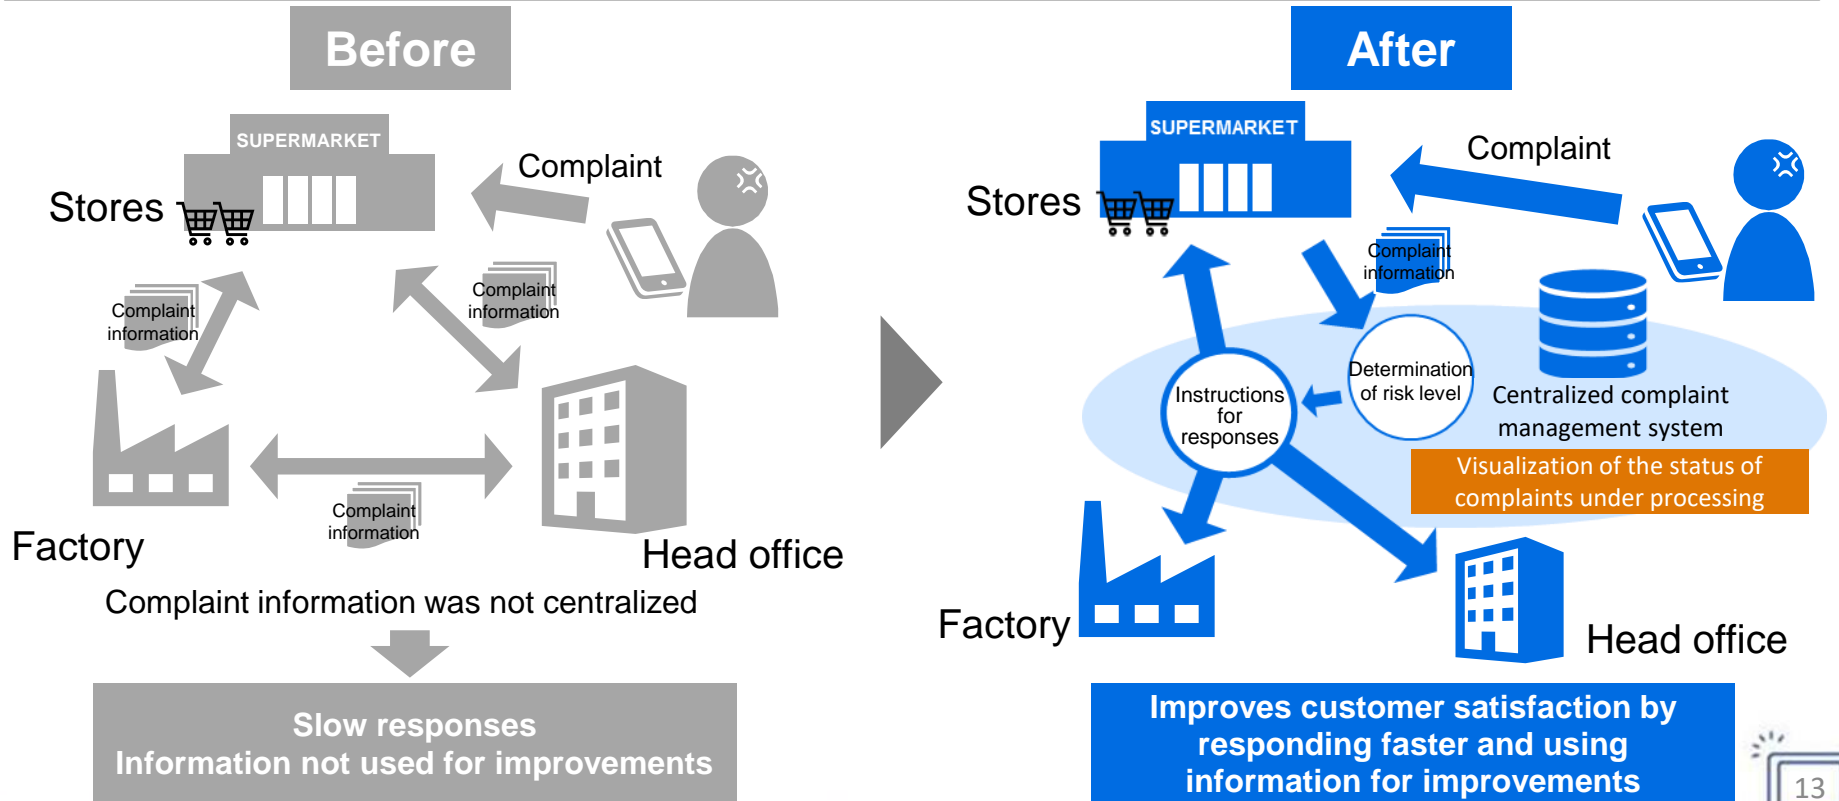 Before
SUPERMARKET
Complaint
Stores
Complaint
information
Complaint
information
Complaint
information
Factory
Head office
Complaint information was not centralized
Slow responses
Information not used for improvements
After
SUPERMARKET
Complaint
Stores
Complaint
information
Determination
of risk level
Instructions
for
responses
Centralized complaint
management system
Visualization of the status of
complaints under processing
Factory
Head office
Improves customer satisfaction by
responding faster and using
information for improvements
13